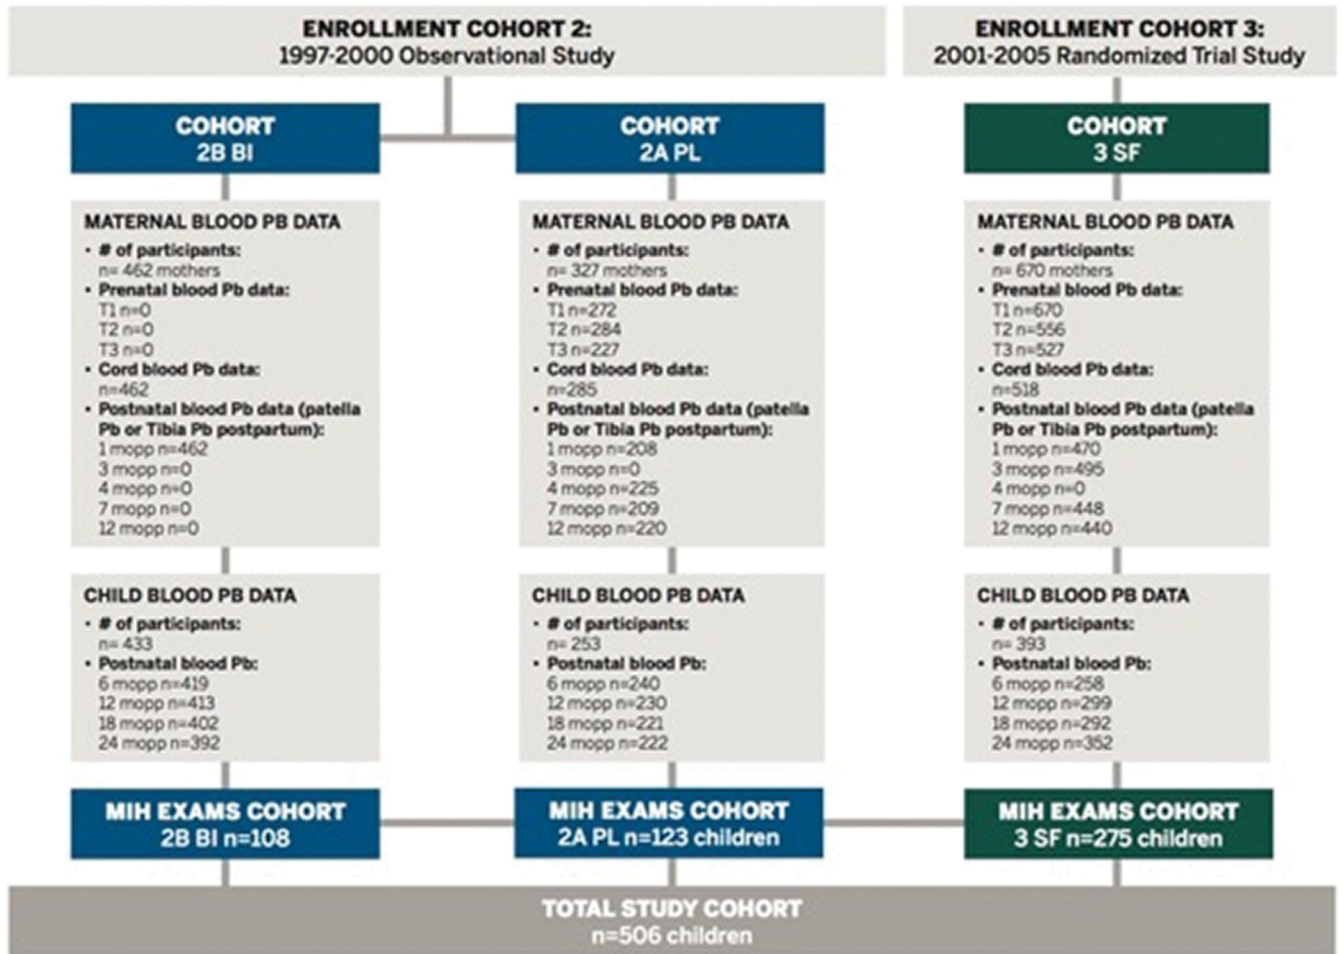 ENROLLMENT COHORT 2:
1997-2000 Observational Study
ENROLLMENT COHORT 3:
2001-2005 Randomized Trial Study
COHORT
2B BI
COHORT
2A PL
COHORT
3 SF
MATERNAL BLOOD PB DATA
• # of participants:
n= 462 mothers
• Prenatal blood Pb data:
T1 n=0
T2 n=0
T3 n=0
• Cord blood Pb data:
n=462
• Postnatal blood Pb data (patella
Pb or Tibia Pb postpartum):
1 mopp n=462
3 mopp n=0
4 mopp n=0
7 mopp n=0
12 mopp n=0
MATERNAL BLOOD PB DATA
• # of participants:
n= 327 mothers
• Prenatal blood Pb data:
T1 n=272
T2 n=284
T3 n=227
• Cord blood Pb data:
n=285
• Postnatal blood Pb data (patella
Pb or Tibia Pb postpartum):
1 mopp n=208
3 mopp n=0
4 mopp n=225
7 mopp n=209
12 mopp n=220
MATERNAL BLOOD PB DATA
• # of participants:
n= 670 mothers
• Prenatal blood Pb data:
T1 n=670
T2 n=556
T3 n=527
• Cord blood Pb data:
n=518
• Postnatal blood Pb data (patella
Pb or Tibia Pb postpartum):
1 mopp n=470
3 mopp n=495
4 mopp n=0
7 mopp n=448
12 mopp n=440
CHILD BLOOD PB DATA
• # of participants:
n= 433
• Postnatal blood Pb:
6 mopp n=419
12 mopp n=413
18 mopp n=402
24 mopp n=392
CHILD BLOOD PB DATA
• # of participants:
n= 253
• Postnatal blood Pb:
6 mopp n=240
12 mopp n=230
18 mopp n=221
24 mopp n=222
CHILD BLOOD PB DATA
• # of participants:
n= 393
• Postnatal blood Pb:
6 mopp n=258
12 mopp n=299
18 mopp n=292
24 mopp n=352
MIH EXAMS COHORT
2B BI n=108
MIH EXAMS COHORT
2A PL n=123 children
MIH EXAMS COHORT
3 SF n=275 children
TOTAL STUDY COHORT
n=506 children